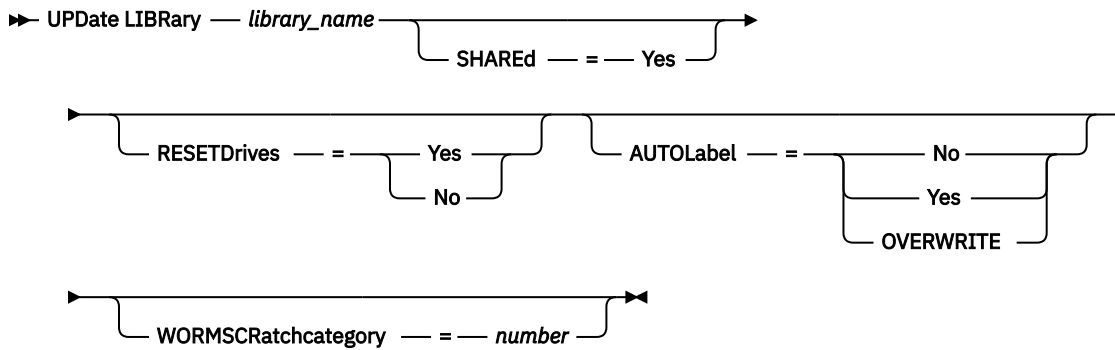 UPDate LIBRary library_name
SHAREd = Yes
RESETDrives = Yes
No
AUTOLabel = No
Yes
OVERWRITE
WORMSCRatchcategory = number